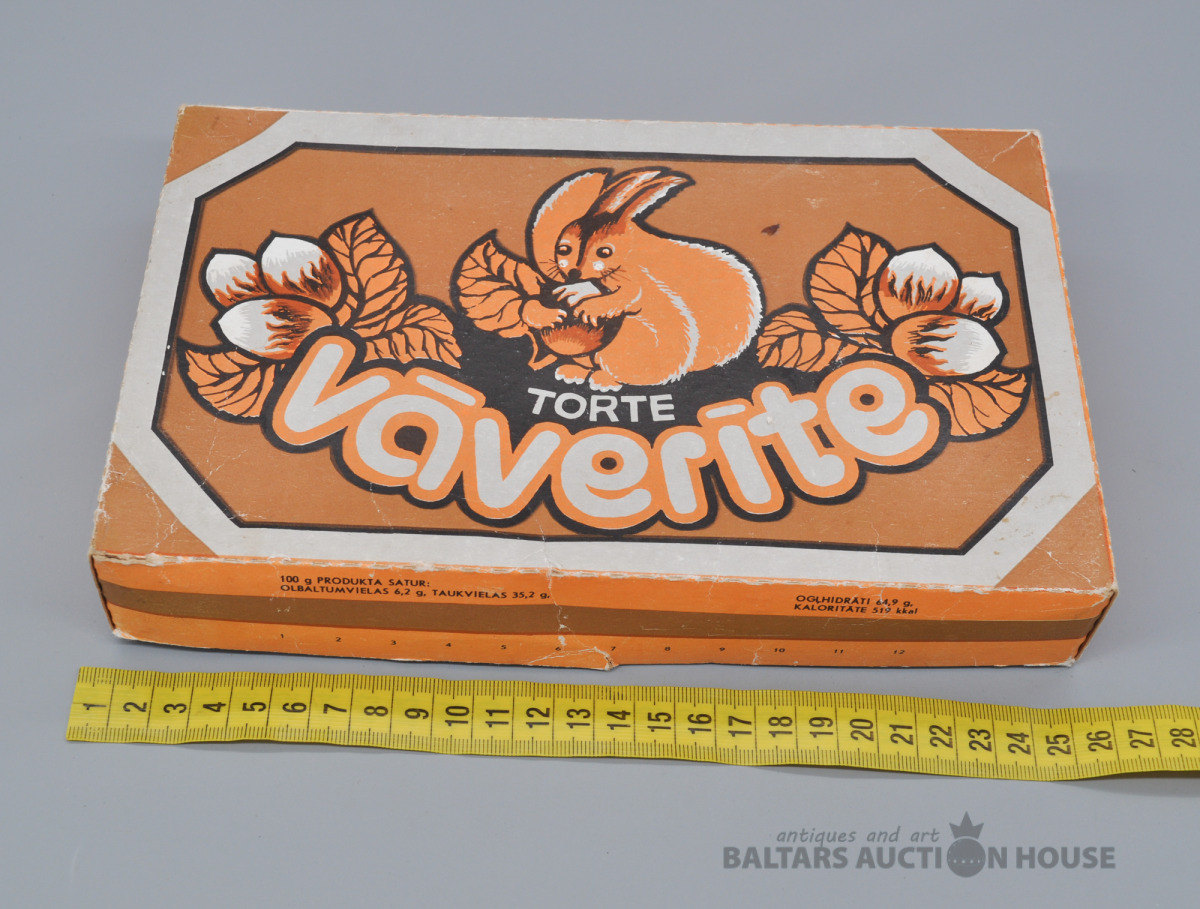 TORTE
Vāverīte
100 g PRODUKTA SATUR:
OLBALTUMVIELAS 6,2 g, TAUKVIELAS 35,2 g,
OGĻHIDRĀTI 64,9 g,
KALORITĀTE 519 kkal
1 2 3 4 5 6 7 8 9 10 11 12
1 2 3 4 5 6 7 8 9 10 11 12 13 14 15 16 17 18 19 20 21 22 23 24 25 26 27 28
antiques and art
BALTARS AUCTION HOUSE